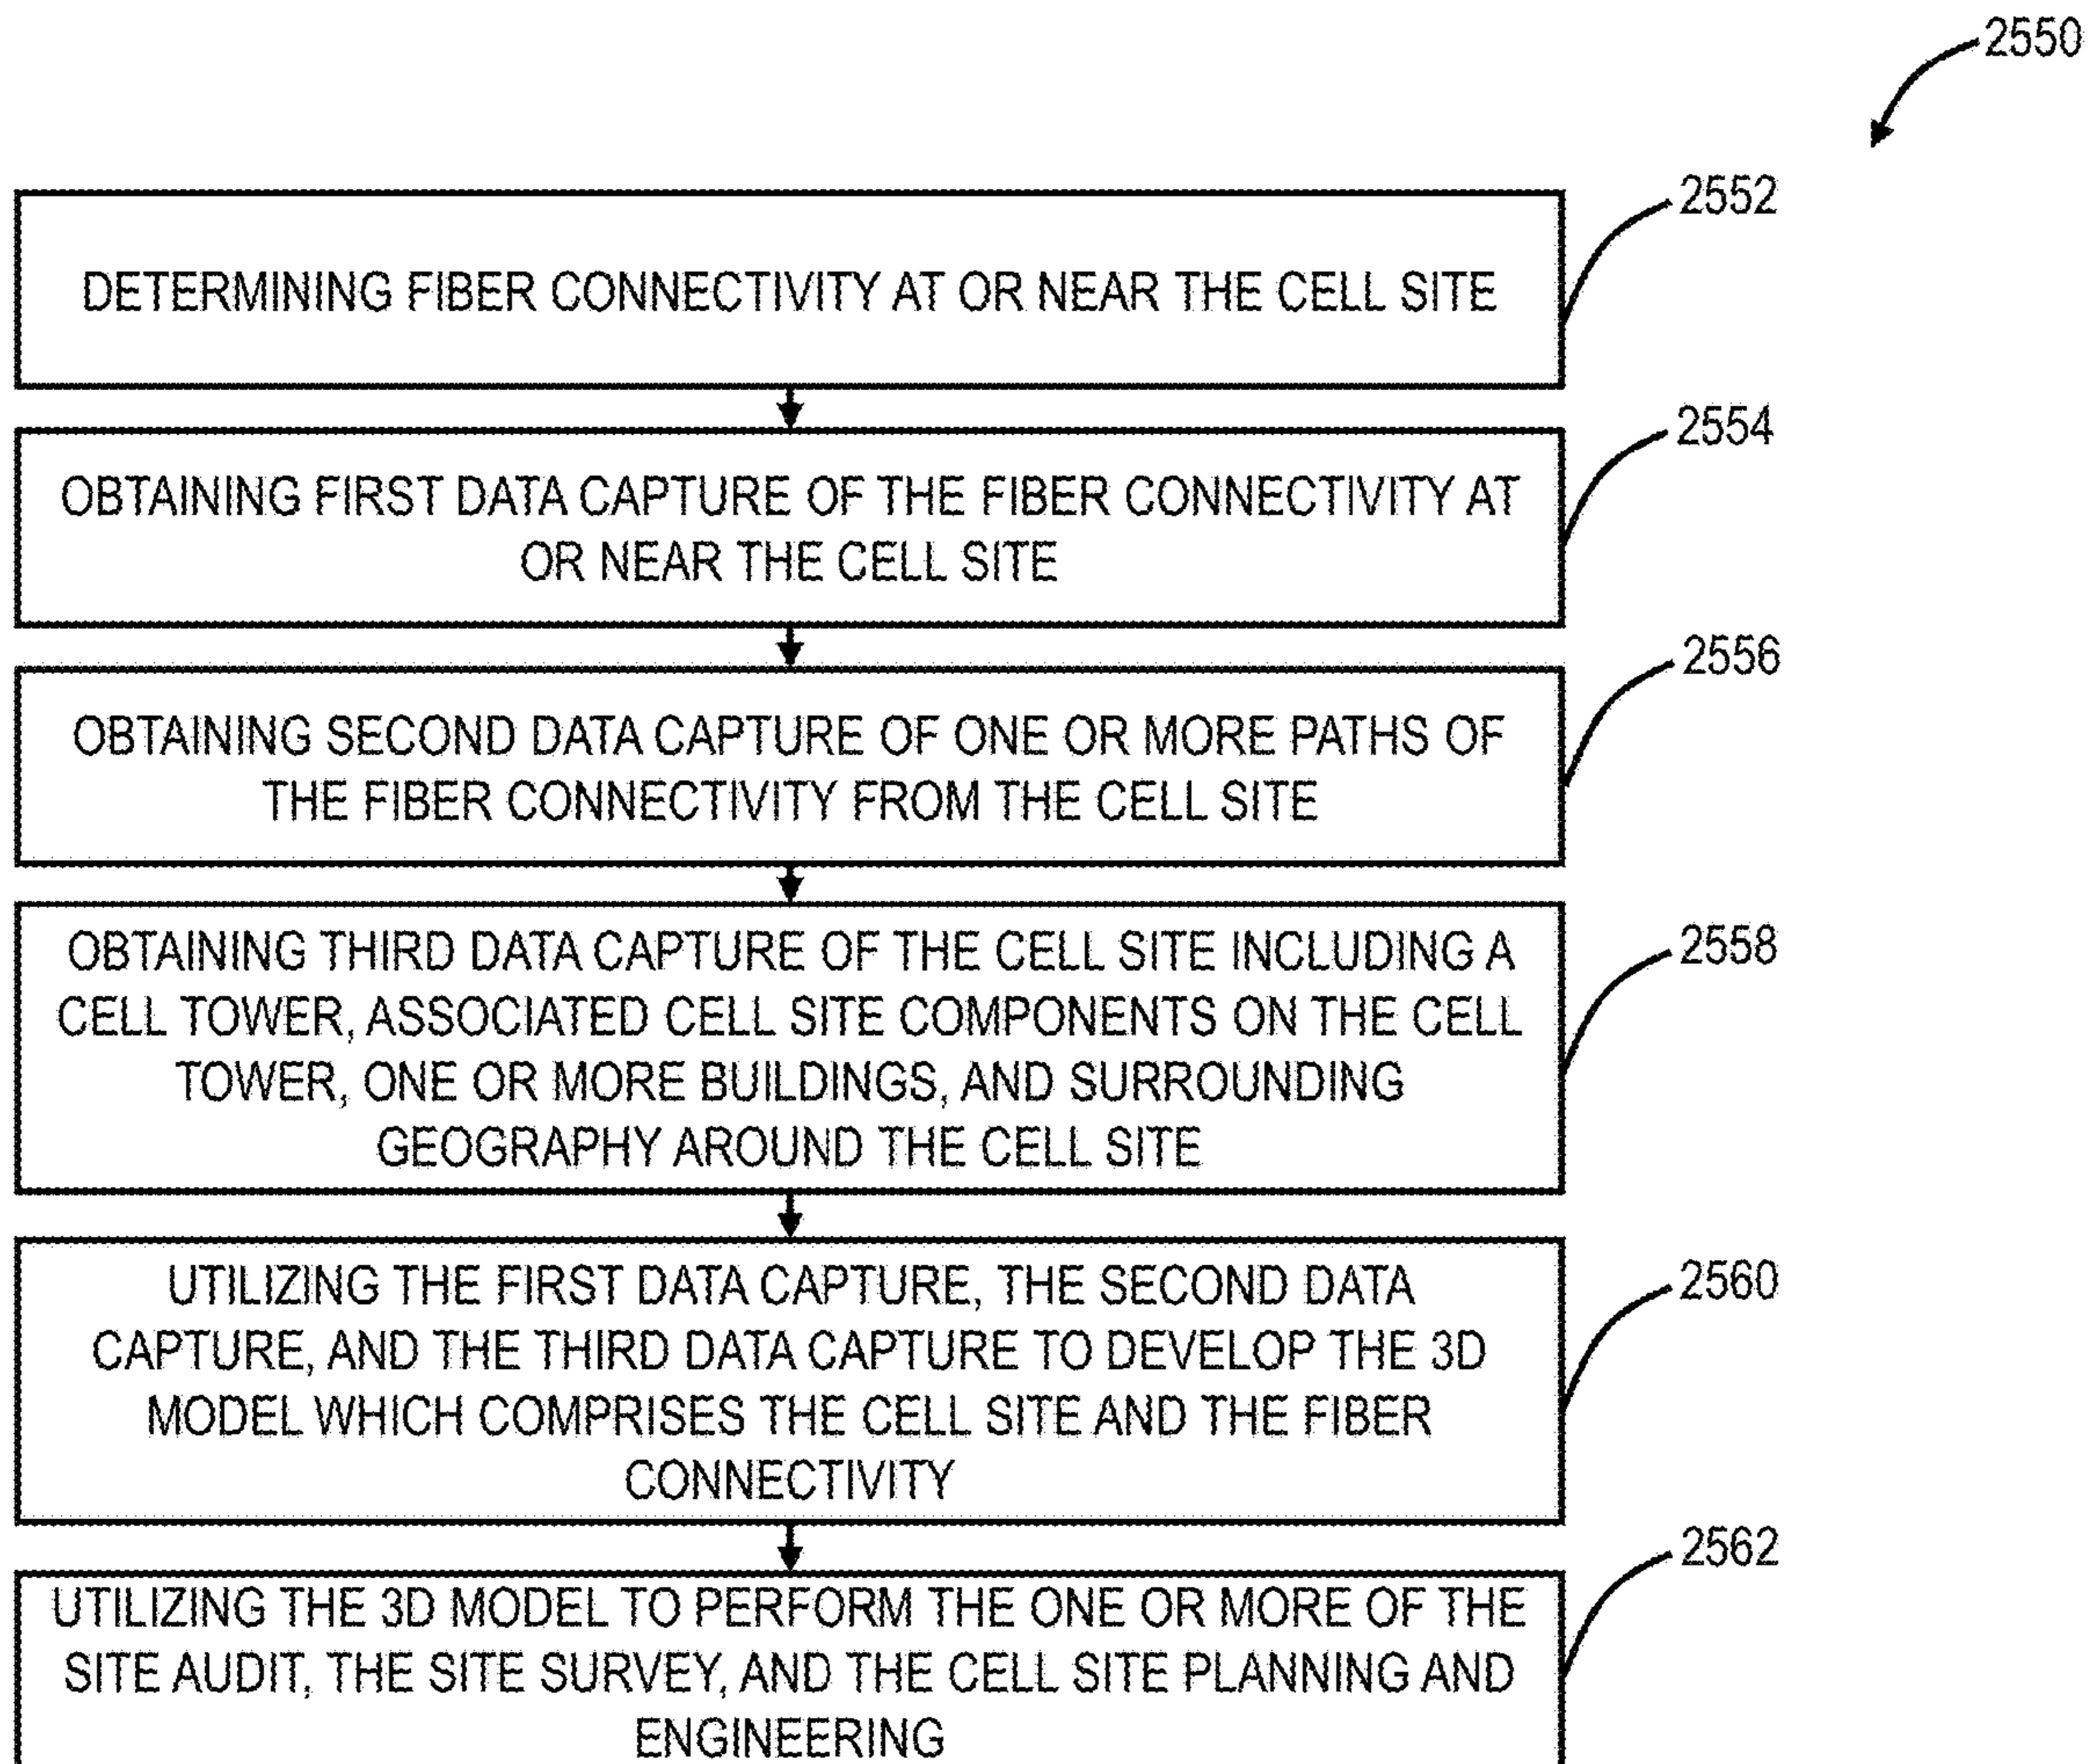 2550
2552
DETERMINING FIBER CONNECTIVITY AT OR NEAR THE CELL SITE
2554
OBTAINING FIRST DATA CAPTURE OF THE FIBER CONNECTIVITY AT
OR NEAR THE CELL SITE
2556
OBTAINING SECOND DATA CAPTURE OF ONE OR MORE PATHS OF
THE FIBER CONNECTIVITY FROM THE CELL SITE
2558
OBTAINING THIRD DATA CAPTURE OF THE CELL SITE INCLUDING A
CELL TOWER, ASSOCIATED CELL SITE COMPONENTS ON THE CELL
TOWER, ONE OR MORE BUILDINGS, AND SURROUNDING
GEOGRAPHY AROUND THE CELL SITE
2560
UTILIZING THE FIRST DATA CAPTURE, THE SECOND DATA
CAPTURE, AND THE THIRD DATA CAPTURE TO DEVELOP THE 3D
MODEL WHICH COMPRISES THE CELL SITE AND THE FIBER
CONNECTIVITY
2562
UTILIZING THE 3D MODEL TO PERFORM THE ONE OR MORE OF THE
SITE AUDIT, THE SITE SURVEY, AND THE CELL SITE PLANNING AND
ENGINEERING